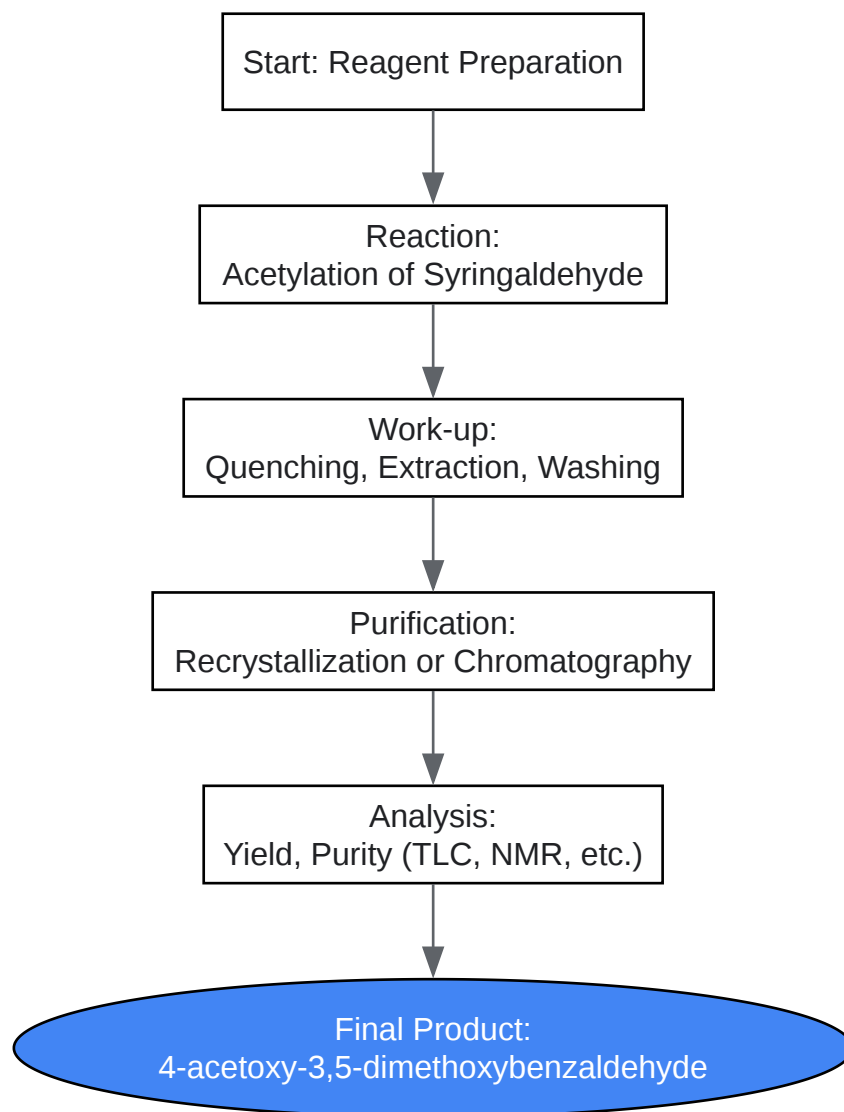 Start: Reagent Preparation
Reaction:
Acetylation of Syringaldehyde
Work-up:
Quenching, Extraction, Washing
Purification:
Recrystallization or Chromatography
Analysis:
Yield, Purity (TLC, NMR, etc.)
Final Product:
4-acetoxy-3,5-dimethoxybenzaldehyde